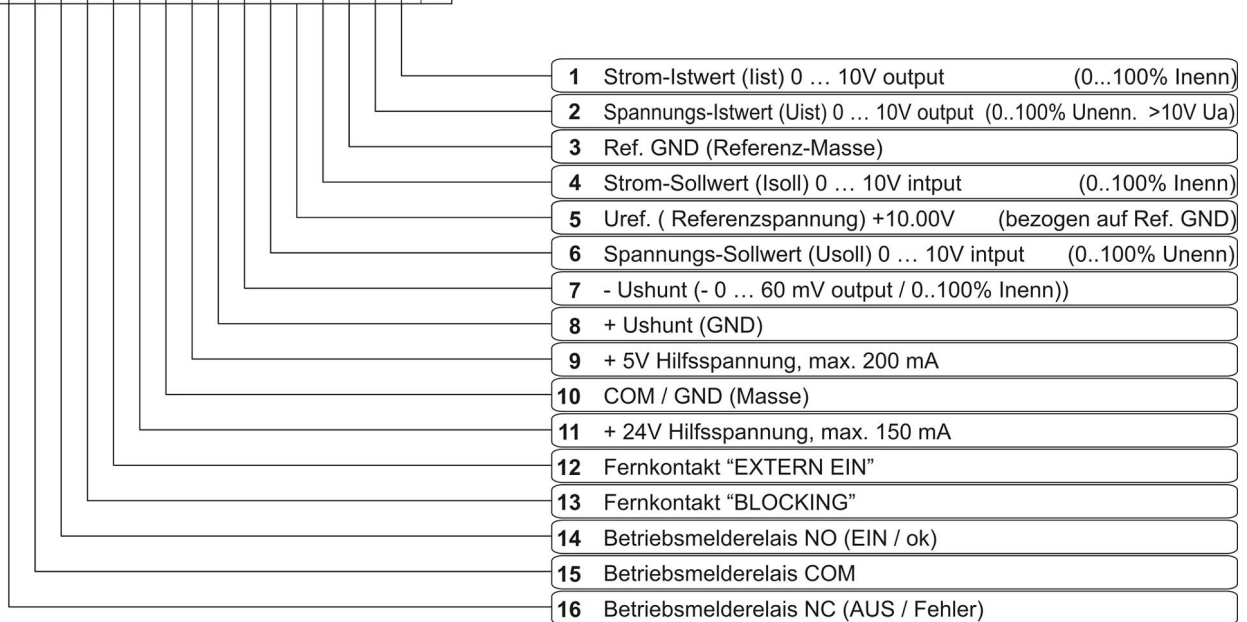 1 Strom-Istwert (Iist) 0 … 10V output (0...100% Inenn)
2 Spannungs-Istwert (Uist) 0 … 10V output (0..100% Unenn. >10V Ua)
3 Ref. GND (Referenz-Masse)
4 Strom-Sollwert (Isoll) 0 … 10V intput (0..100% Inenn)
5 Uref. ( Referenzspannung) +10.00V (bezogen auf Ref. GND)
6 Spannungs-Sollwert (Usoll) 0 … 10V intput (0..100% Unenn)
7 - Ushunt (- 0 … 60 mV output / 0..100% Inenn))
8 + Ushunt (GND)
9 + 5V Hilfsspannung, max. 200 mA
10 COM / GND (Masse)
11 + 24V Hilfsspannung, max. 150 mA
12 Fernkontakt “EXTERN EIN”
13 Fernkontakt “BLOCKING”
14 Betriebsmelderelais NO (EIN / ok)
15 Betriebsmelderelais COM
16 Betriebsmelderelais NC (AUS / Fehler)